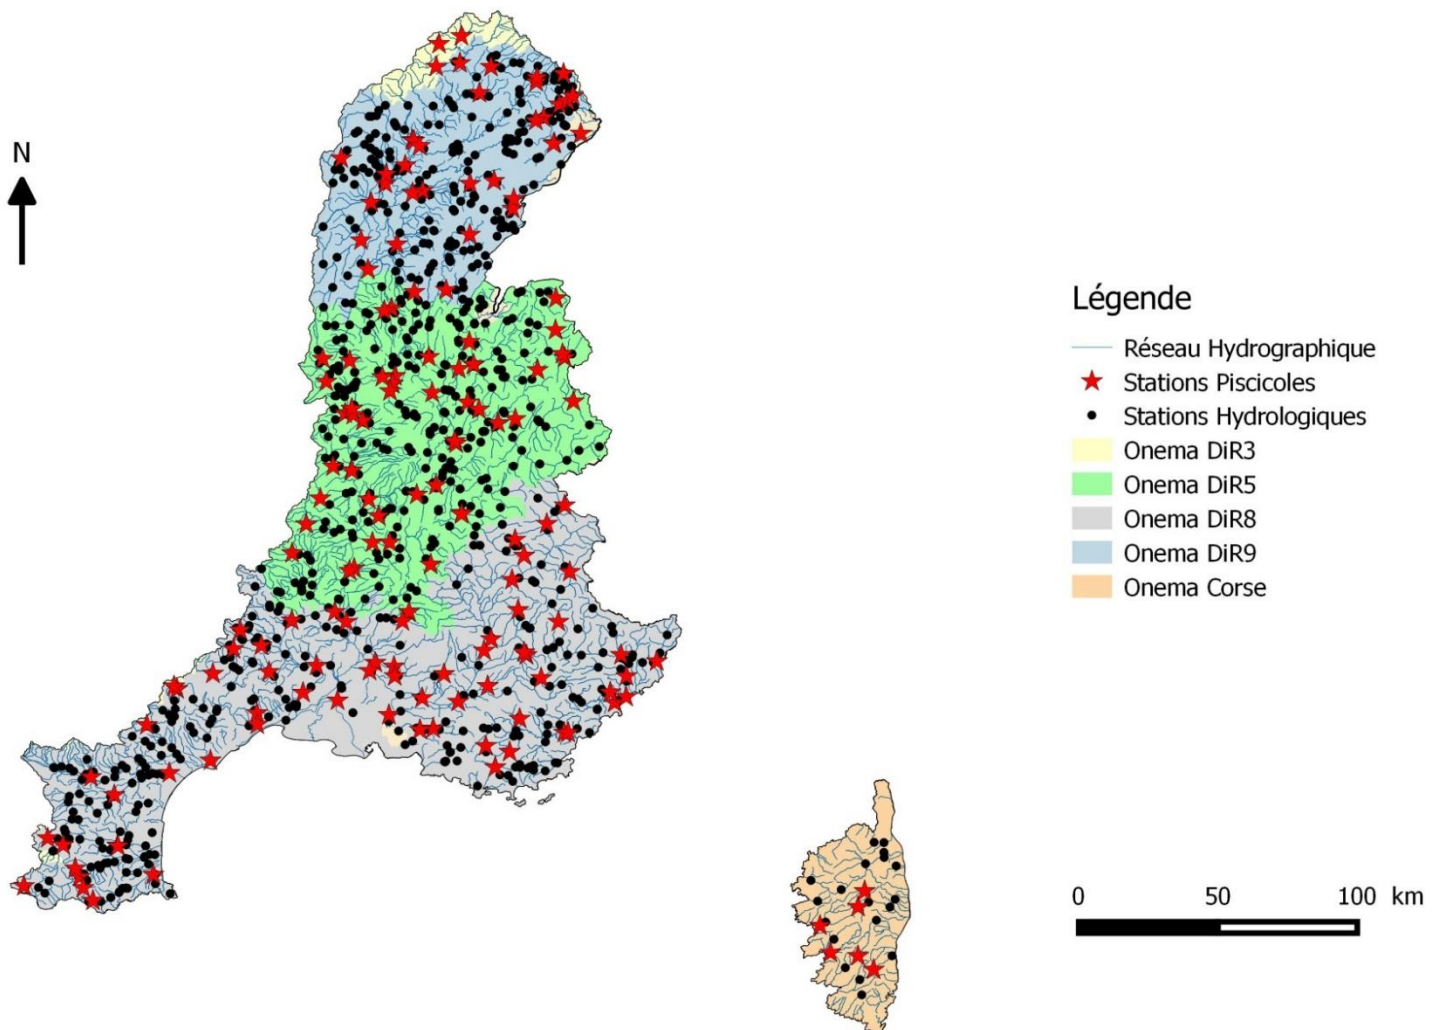 N
Légende
Réseau Hydrographique
Stations Piscicoles
Stations Hydrologiques
Onema DiR3
Onema DiR5
Onema DiR8
Onema DiR9
Onema Corse
0 50 100 km